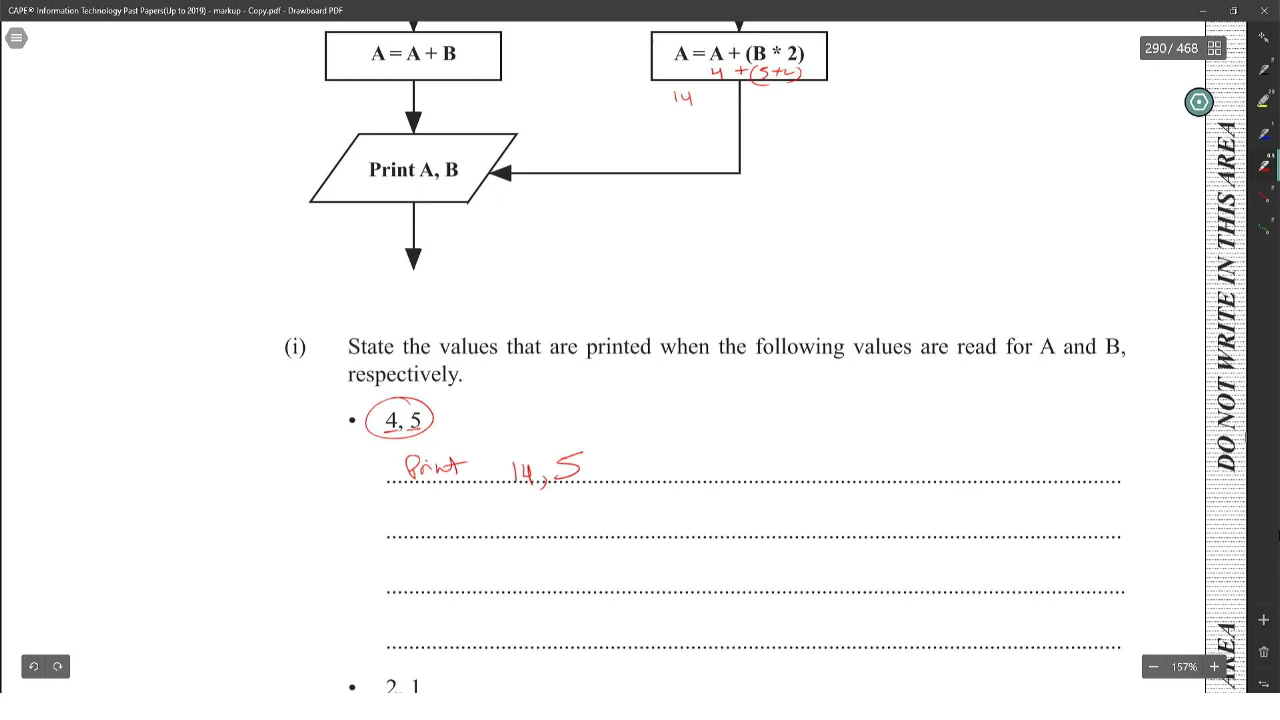 CAPE® Information Technology Past Papers(Up to 2019) - markup - Copy.pdf - Drawboard PDF
290/ 468
A = A + B
A = A + (B * 2)
4 + (5*2)
14
Print A, B
(i) State the values that are printed when the following values are read for A and B,
respectively.
• 4, 5
Print 14, 5
• 2, 1
DO NOT WRITE IN THIS AREA
AREA
157%